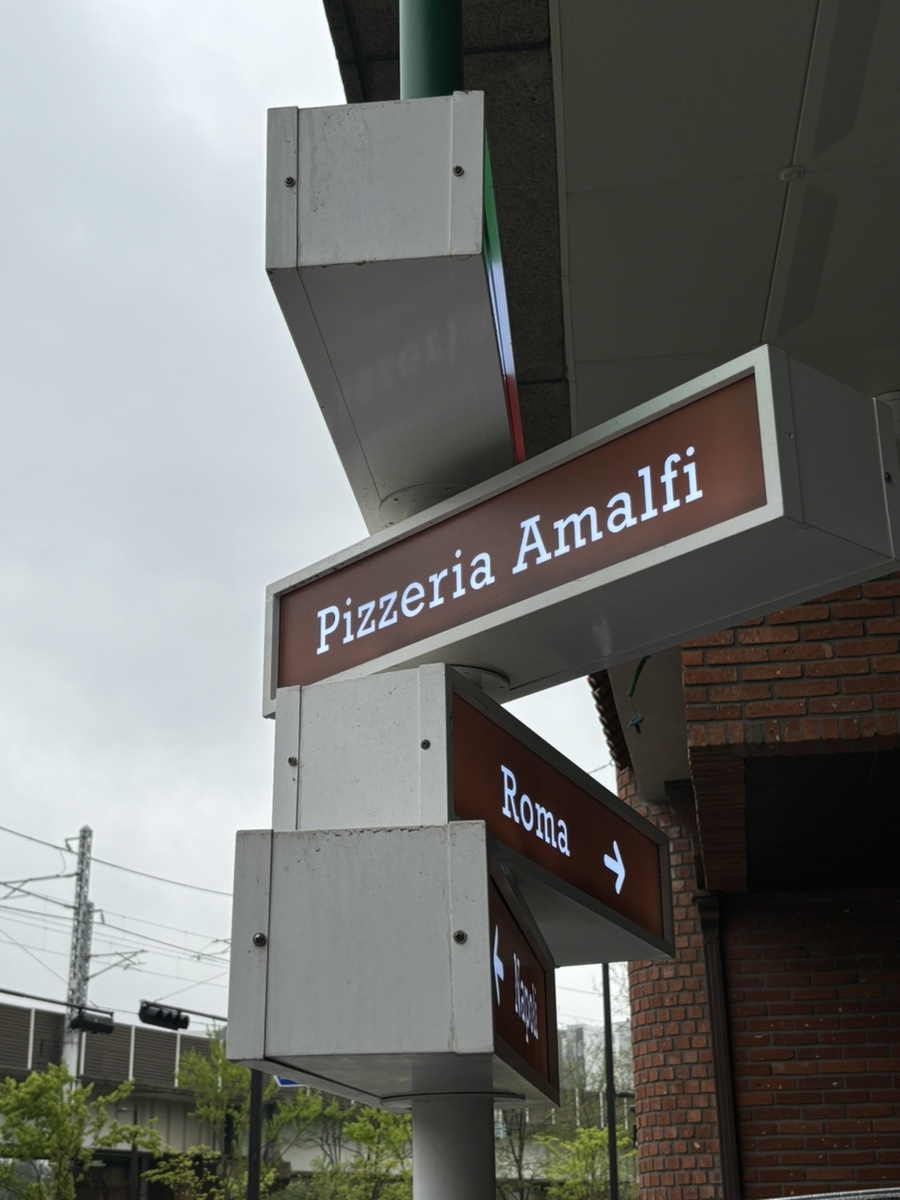 Pizzeria Amalfi
Roma →
← Napoli